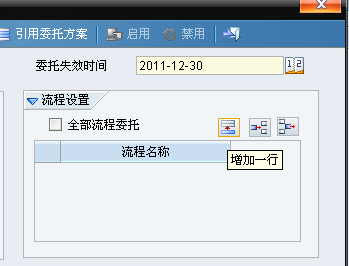 引用委托方案 启用 禁用
委托失效时间 2011-12-30
流程设置
全部流程委托
流程名称
增加一行